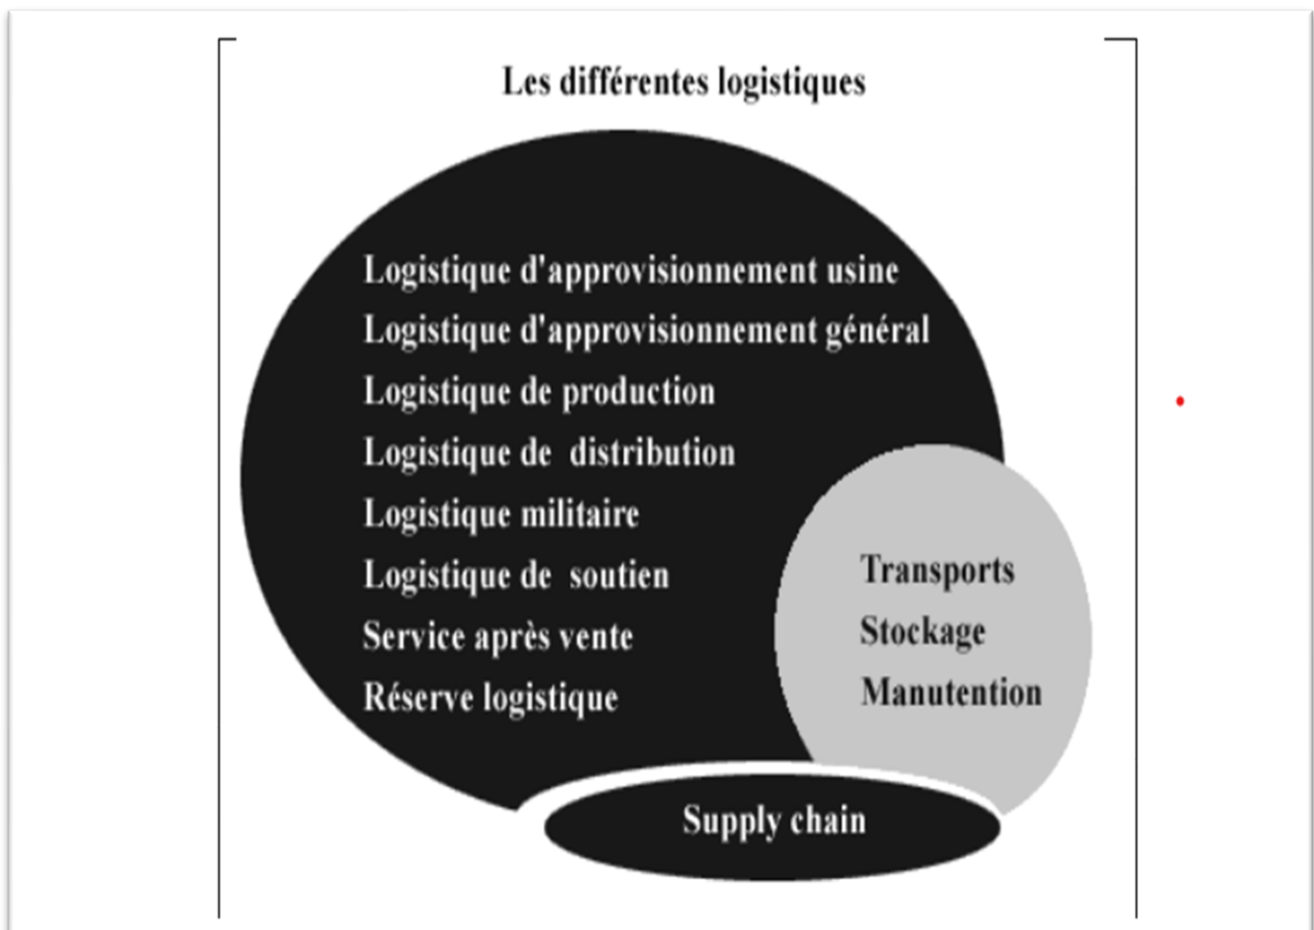 Les différentes logistiques
Logistique d'approvisionnement usine
Logistique d'approvisionnement général
Logistique de production
Logistique de distribution
Logistique militaire
Logistique de soutien
Service après vente
Réserve logistique
Transports
Stockage
Manutention
Supply chain